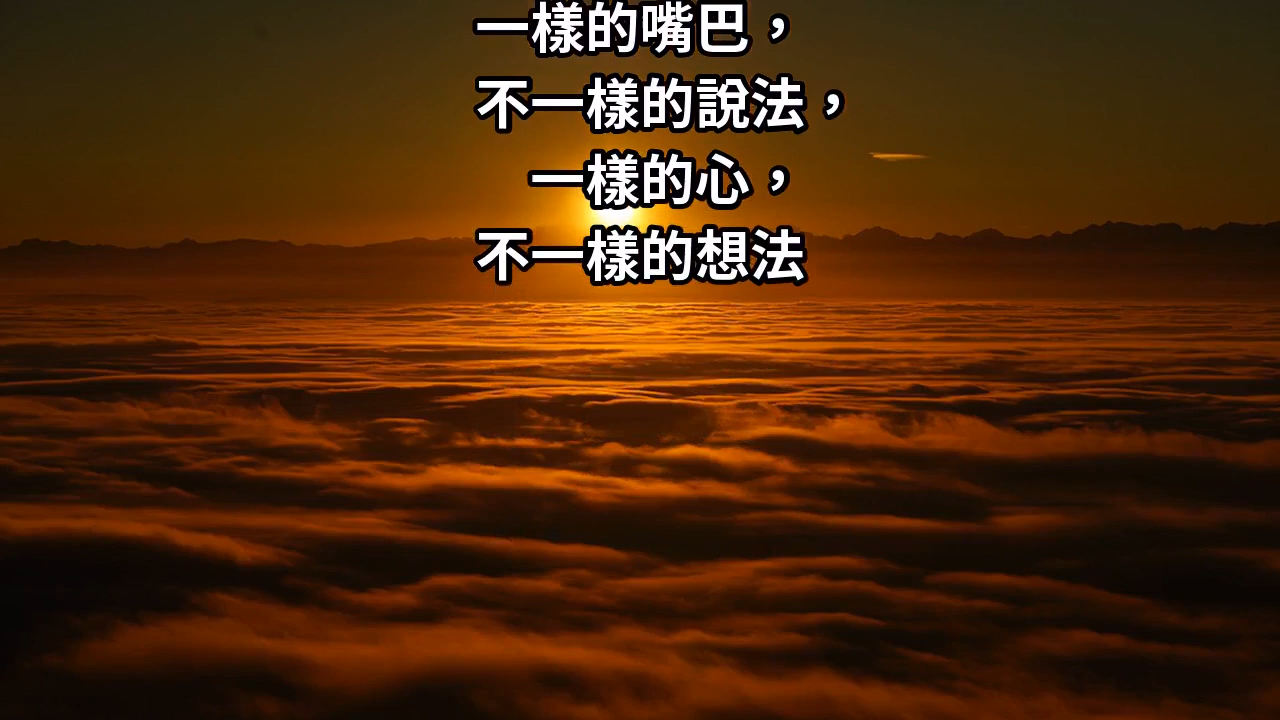 一樣的嘴巴，
不一樣的說法，
一樣的心，
不一樣的想法